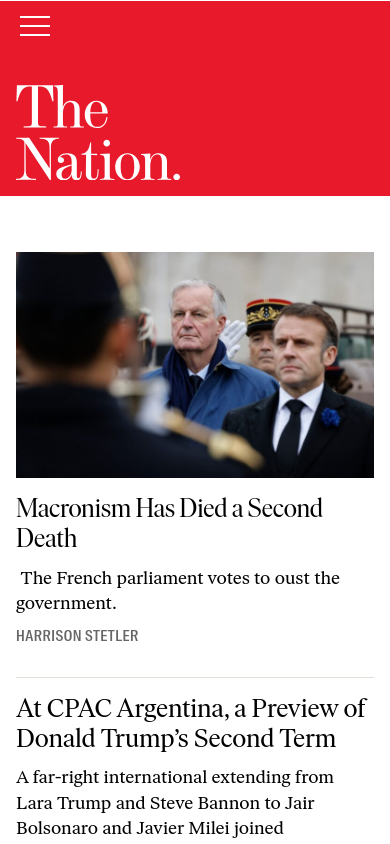 The
Nation.
Macronism Has Died a Second
Death
The French parliament votes to oust the
government.
HARRISON STETLER
At CPAC Argentina, a Preview of
Donald Trump’s Second Term
A far-right international extending from
Lara Trump and Steve Bannon to Jair
Bolsonaro and Javier Milei joined